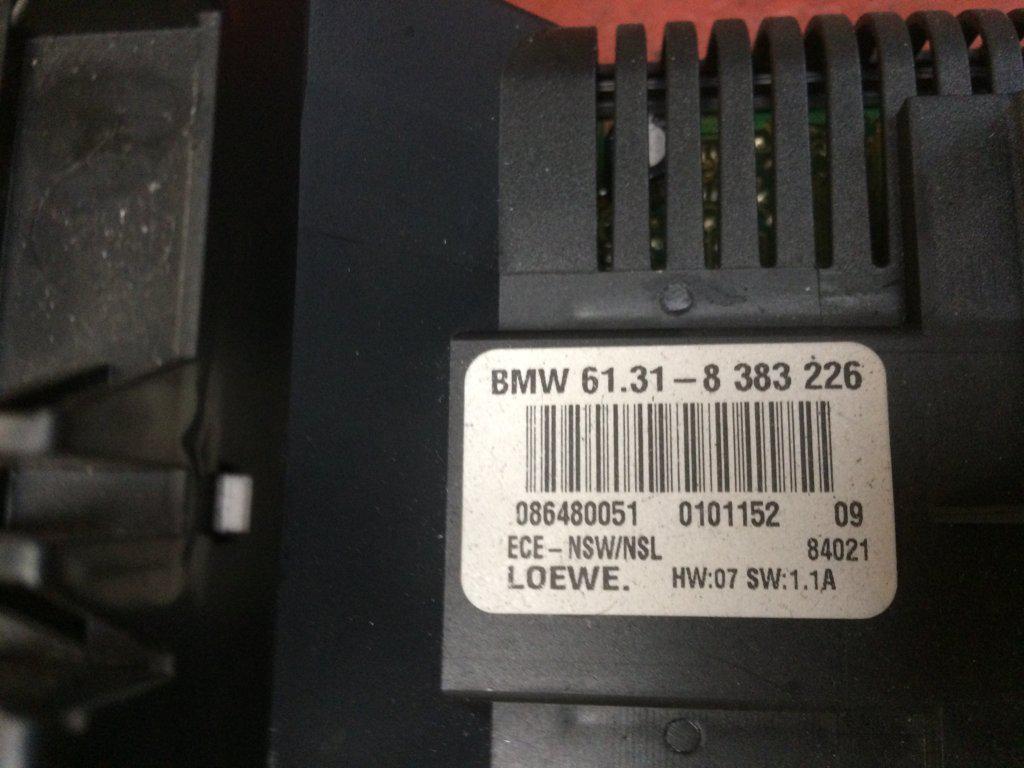 BMW 61.31-8 383 226
086480051 0101152 09
ECE-NSW/NSL 84021
LOEWE. HW:07 SW:1.1A